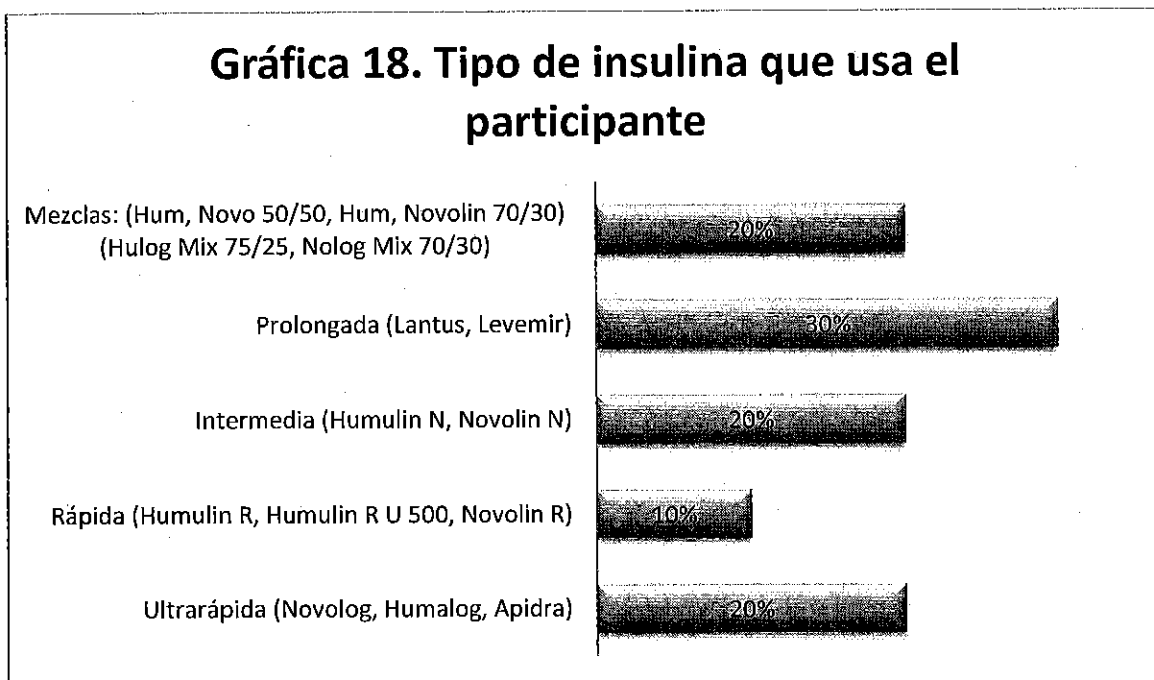 Gráfica 18. Tipo de insulina que usa el
participante
Mezclas: (Hum, Novo 50/50, Hum, Novolin 70/30)
(Hulog Mix 75/25, Nolog Mix 70/30)
20%
Prolongada (Lantus, Levemir)
30%
Intermedia (Humulin N, Novolin N)
20%
Rápida (Humulin R, Humulin R U 500, Novolin R)
10%
Ultrarápida (Novolog, Humalog, Apidra)
20%